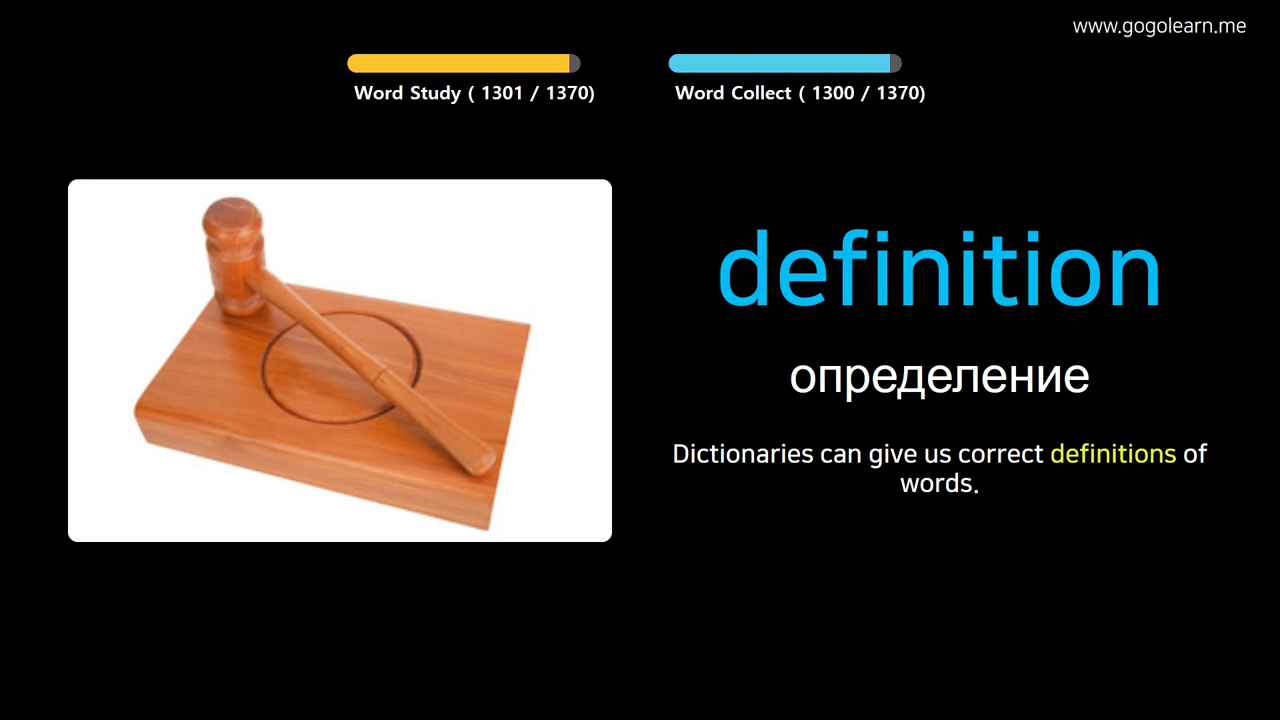 www.gogolearn.me
Word Study ( 1301 / 1370)
Word Collect ( 1300 / 1370)
definition
определение
Dictionaries can give us correct definitions of
words.